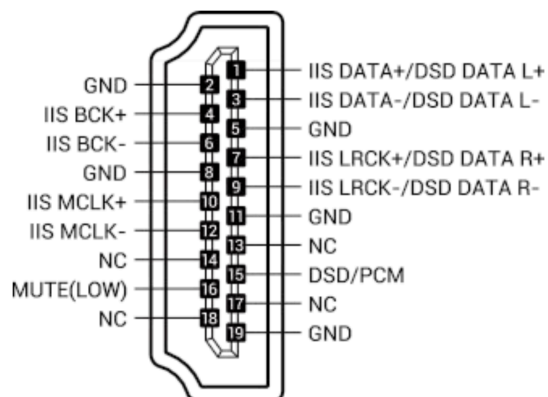 1 IIS DATA+/DSD DATA L+
GND 2
3 IIS DATA-/DSD DATA L-
IIS BCK+ 4
5 GND
IIS BCK- 6
7 IIS LRCK+/DSD DATA R+
GND 8
9 IIS LRCK-/DSD DATA R-
IIS MCLK+ 10
11 GND
IIS MCLK- 12
13 NC
NC 14
15 DSD/PCM
MUTE(LOW) 16
17 NC
NC 18
19 GND